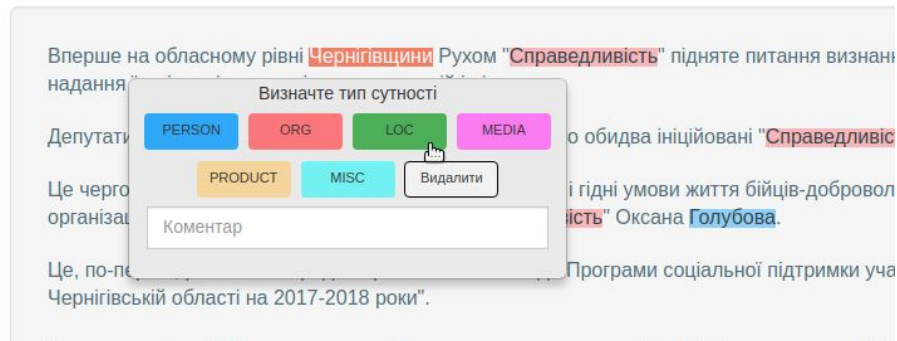 Вперше на обласному рівні Чернігівщини Рухом "Справедливість" підняте питання визнан
надання
Визначте тип сутності
PERSON ORG LOC MEDIA
Депутати о обидва ініційовані "Справедливіс
PRODUCT MISC Видалити
Це черго і гідні умови життя бійців-доброво
Коментар
організац ість" Оксана Голубова.
Це, по-пе Програми соціальної підтримки уча
Чернігівській області на 2017-2018 роки".